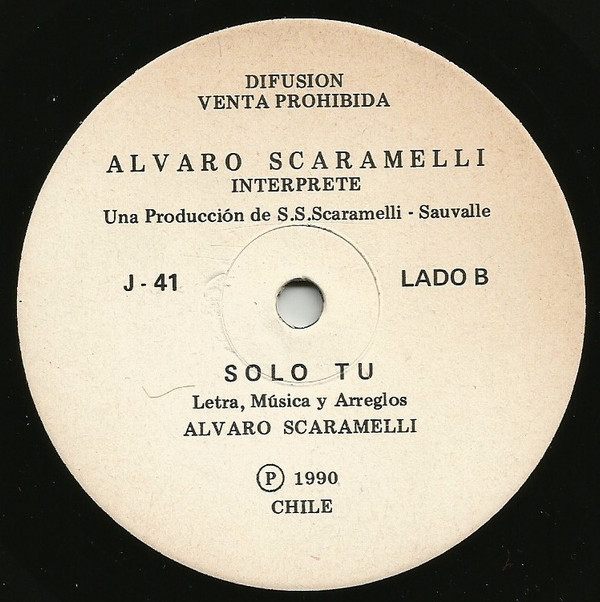 DIFUSION
VENTA PROHIBIDA
ALVARO SCARAMELLI
INTERPRETE
Una Producción de S.S.Scaramelli - Sauvalle
J - 41 LADO B
SOLO TU
Letra, Música y Arreglos
ALVARO SCARAMELLI
Ⓟ 1990
CHILE